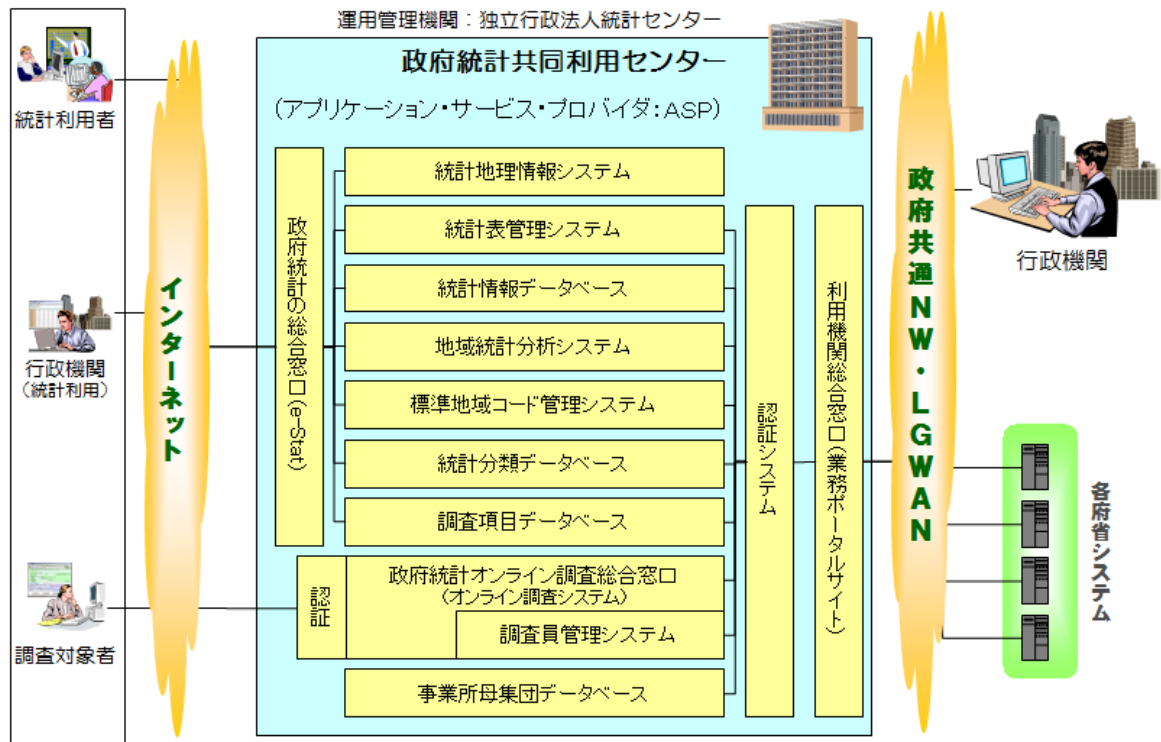 運用管理機関:独立行政法人統計センター
政府統計共同利用センター
(アプリケーション・サービス・プロバイダ:ASP)
統計利用者
行政機関
(統計利用)
調査対象者
インターネット
政府統計の総合窓口(e-Stat)
統計地理情報システム
統計表管理システム
統計情報データベース
地域統計分析システム
標準地域コード管理システム
統計分類データベース
調査項目データベース
認証
政府統計オンライン調査総合窓口
(オンライン調査システム)
調査員管理システム
事業所母集団データベース
認証システム
利用機関総合窓口(業務ポータルサイト)
政府共通NW・LGWAN
行政機関
各府省システム